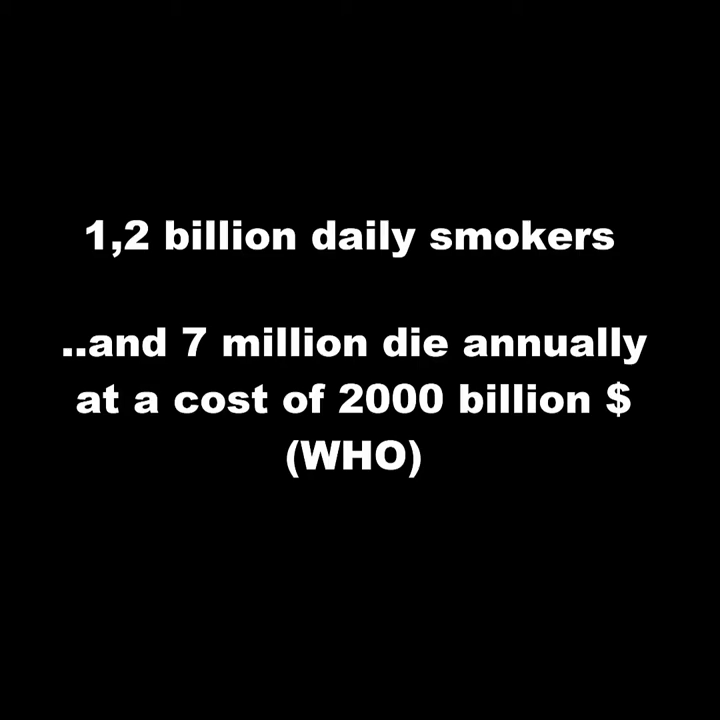 1,2 billion daily smokers
..and 7 million die annually
at a cost of 2000 billion $
(WHO)